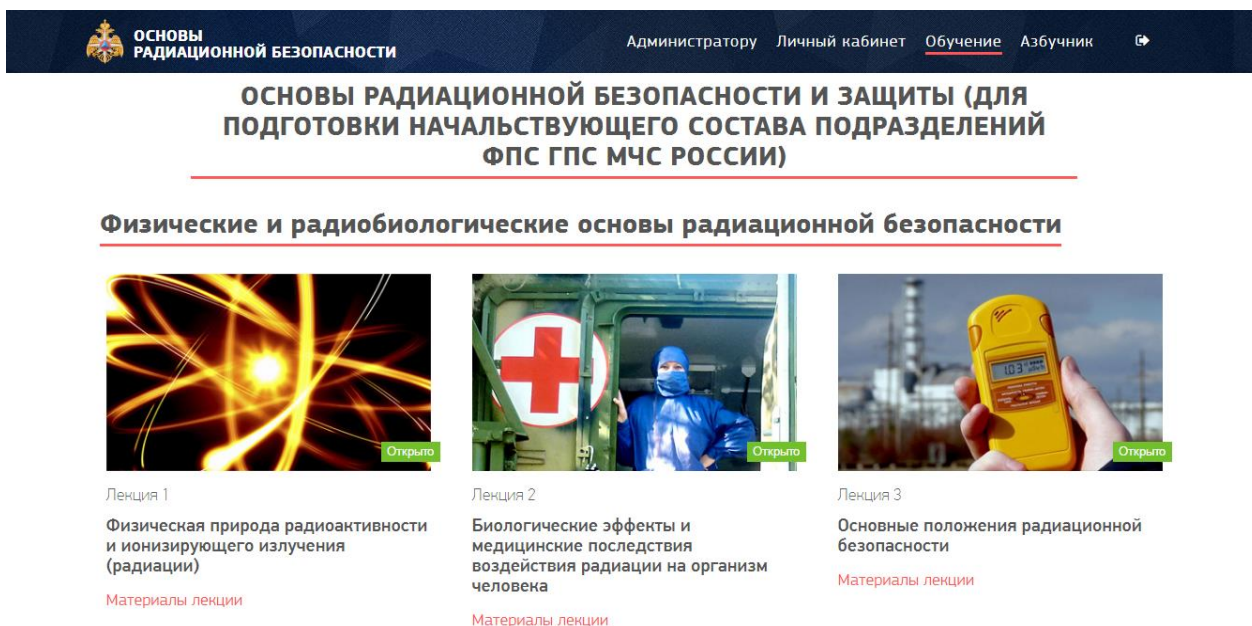 ОСНОВЫ
РАДИАЦИОННОЙ БЕЗОПАСНОСТИ
Администратору Личный кабинет Обучение Азбучник
ОСНОВЫ РАДИАЦИОННОЙ БЕЗОПАСНОСТИ И ЗАЩИТЫ (ДЛЯ
ПОДГОТОВКИ НАЧАЛЬСТВУЮЩЕГО СОСТАВА ПОДРАЗДЕЛЕНИЙ
ФПС ГПС МЧС РОССИИ)
Физические и радиобиологические основы радиационной безопасности
Открыто
Лекция 1
Физическая природа радиоактивности
и ионизирующего излучения
(радиации)
Материалы лекции
Открыто
Лекция 2
Биологические эффекты и
медицинские последствия
воздействия радиации на организм
человека
Материалы лекции
1.03
Открыто
Лекция 3
Основные положения радиационной
безопасности
Материалы лекции